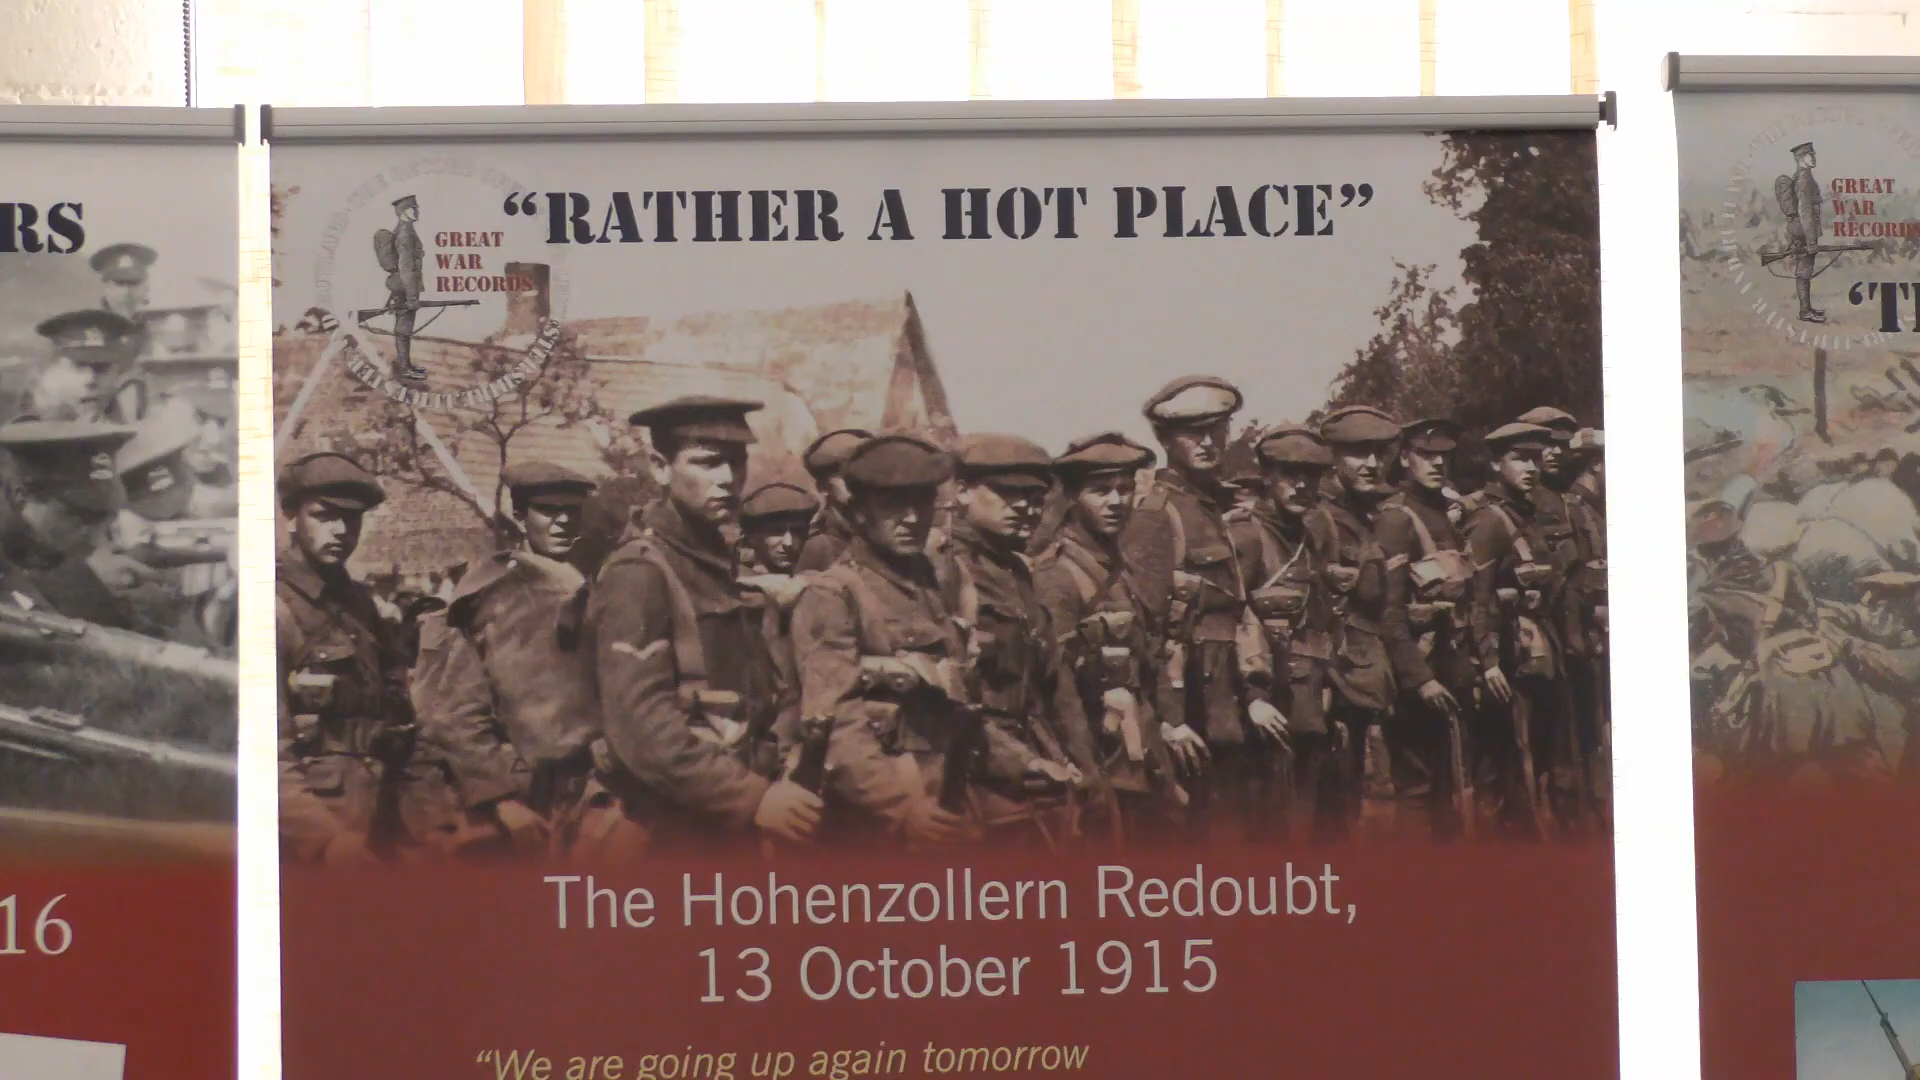 RS
16
GREAT
WAR
RECORDS
“RATHER A HOT PLACE”
The Hohenzollern Redoubt,
13 October 1915
“We are going up again tomorrow
GREAT
WAR
RECORDS